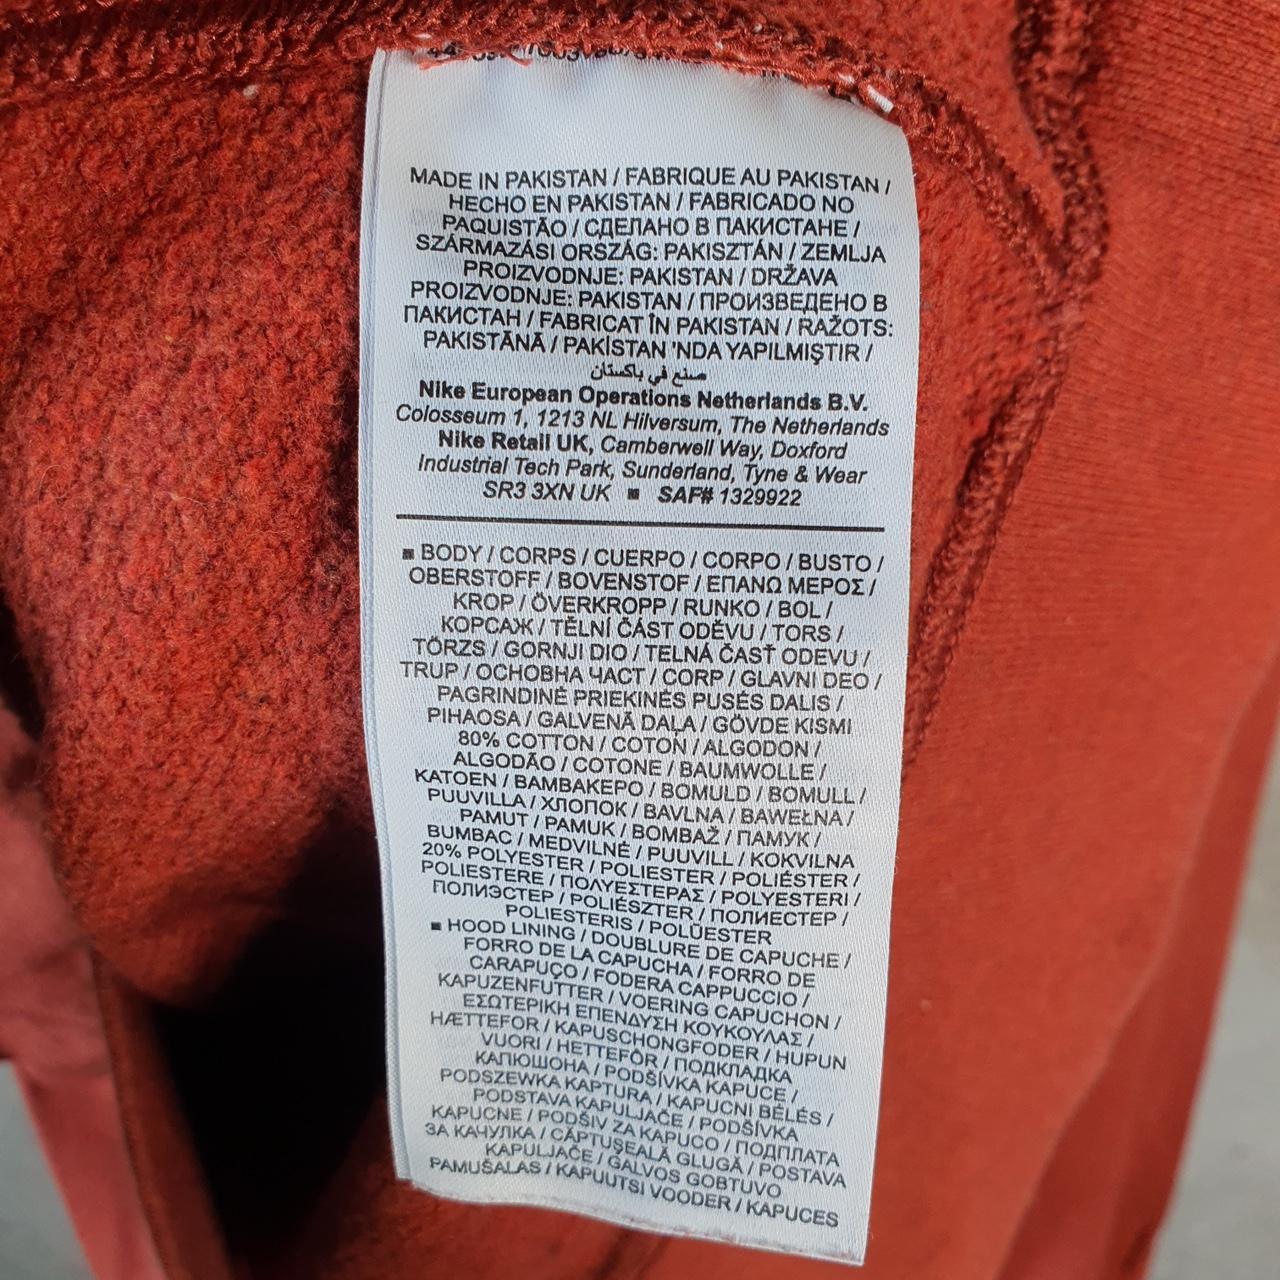 MADE IN PAKISTAN / FABRIQUE AU PAKISTAN /
HECHO EN PAKISTAN / FABRICADO NO
PAQUISTÃO / СДЕЛАНО В ПАКИСТАНЕ /
SZÁRMAZÁSI ORSZÁG: PAKISZTÁN / ZEMLJA
PROIZVODNJE: PAKISTAN / DRŽAVA
PROIZVODNJE: PAKISTAN / ПРОИЗВЕДЕНО В
ПАКИСТАН / FABRICAT ÎN PAKISTAN / RAŽOTS:
PAKISTĀNĀ / PAKİSTAN 'NDA YAPILMIŞTIR /
صنع في باكستان
Nike European Operations Netherlands B.V.
Colosseum 1, 1213 NL Hilversum, The Netherlands
Nike Retail UK, Camberwell Way, Doxford
Industrial Tech Park, Sunderland, Tyne & Wear
SR3 3XN UK ■ SAF# 1329922
■ BODY / CORPS / CUERPO / CORPO / BUSTO /
OBERSTOFF / BOVENSTOF / ΕΠΑΝΩ ΜΕΡΟΣ /
KROP / ÖVERKROPP / RUNKO / BOL /
КОРСАЖ / TĚLNÍ ČÁST ODĚVU / TORS /
TÖRZS / GORNJI DIO / TELNÁ ČASŤ ODEVU /
TRUP / ОСНОВНА ЧАСТ / CORP / GLAVNI DEO /
PAGRINDINĖ PRIEKINĖS PUSĖS DALIS /
PIHAOSA / GALVENĀ DAĻA / GÖVDE KISMI
80% COTTON / COTON / ALGODON /
ALGODÃO / COTONE / BAUMWOLLE /
KATOEN / ΒΑΜΒΑΚΕΡΟ / BOMULD / BOMULL /
PUUVILLA / ХЛОПОК / BAVLNA / BAWEŁNA /
PAMUT / PAMUK / BOMBAŽ / ПАМУК /
BUMBAC / MEDVILNĖ / PUUVILL / KOKVILNA
20% POLYESTER / POLIESTER / POLIÉSTER /
POLIESTERE / ΠΟΛΥΕΣΤΕΡΑΣ / POLYESTERI /
ПОЛИЭСТЕР / POLIÉSZTER / ПОЛИЕСТЕР /
POLIESTERIS / POLÜESTER
■ HOOD LINING / DOUBLURE DE CAPUCHE /
FORRO DE LA CAPUCHA / FORRO DE
CARAPUÇO / FODERA CAPPUCCIO /
KAPUZENFUTTER / VOERING CAPUCHON /
ΕΣΩΤΕΡΙΚΗ ΕΠΕΝΔΥΣΗ ΚΟΥΚΟΥΛΑΣ /
HÆTTEFOR / KAPUSCHONGFODER / HUPUN
VUORI / HETTEFÔR / ПОДКЛАДКА
КАПЮШОНА / PODŠÍVKA KAPUCE /
PODSZEWKA KAPTURA / KAPUCNI BÉLÉS /
PODSTAVA KAPULJAČE / PODŠÍVKA
KAPUCNE / PODŠIV ZA KAPUCO / ПОДПЛАТА
ЗА КАЧУЛКА / CĂPTUŞEALĂ GLUGĂ / POSTAVA
KAPULJAČE / GALVOS GOBTUVO
PAMUŠALAS / KAPUUTSI VOODER / KAPUCES